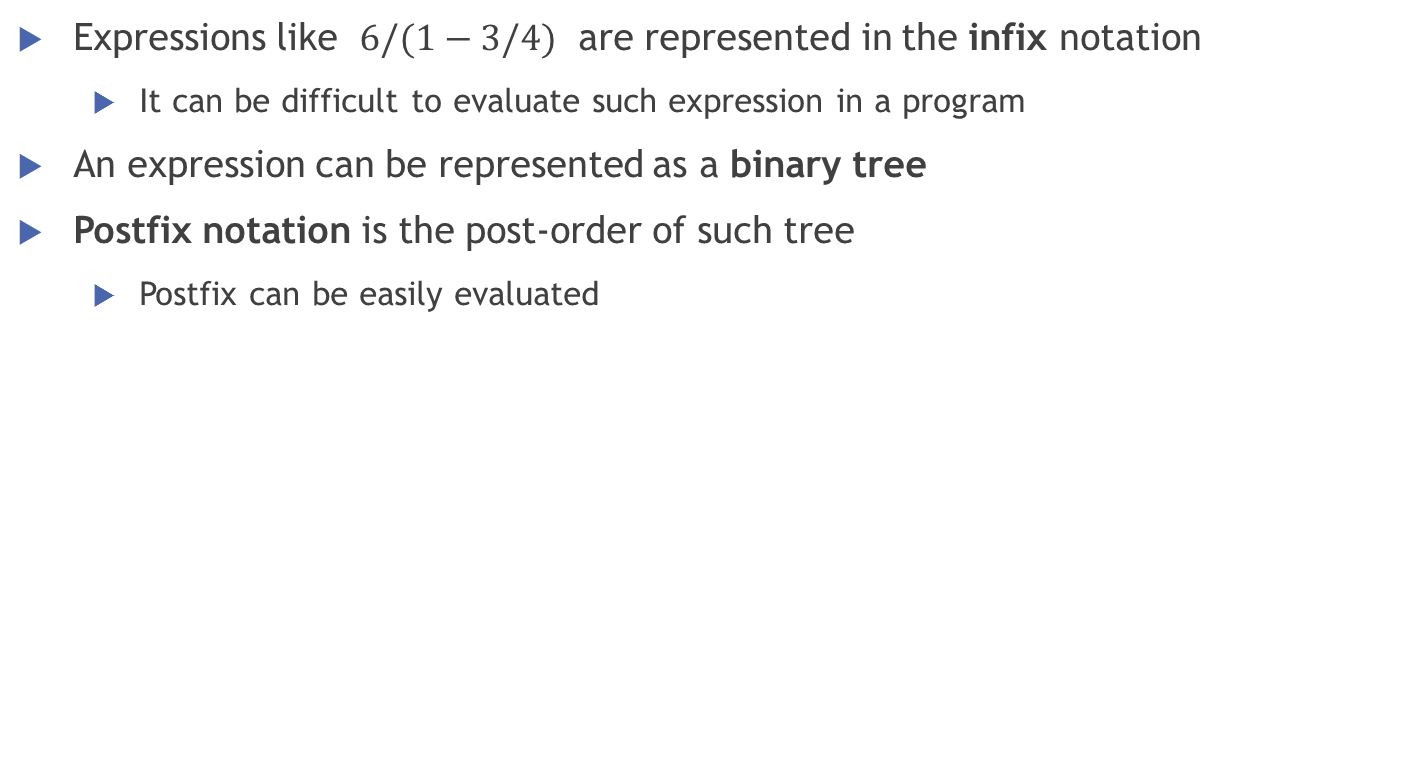 Expressions like 6/(1 − 3/4) are represented in the infix notation
It can be difficult to evaluate such expression in a program
An expression can be represented as a binary tree
Postfix notation is the post-order of such tree
Postfix can be easily evaluated